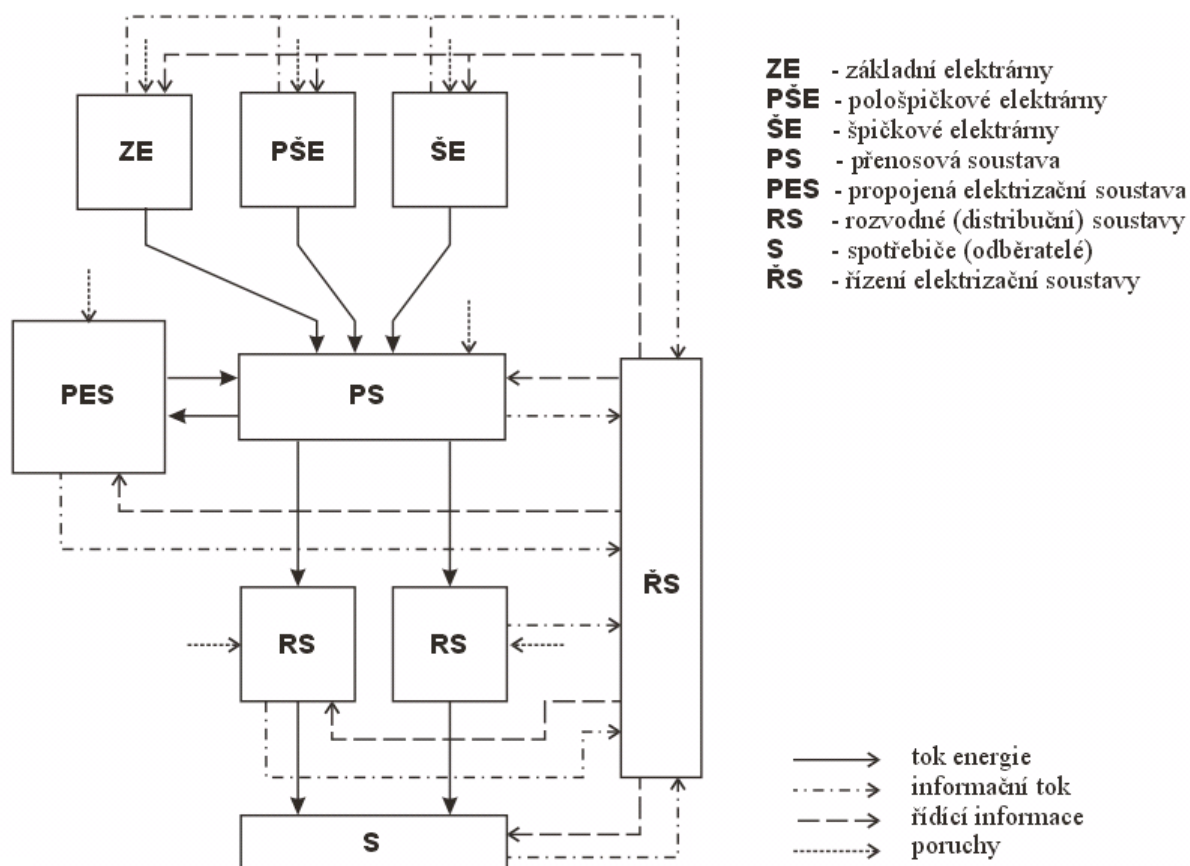 ZE PŠE ŠE
ZE - základní elektrárny
PŠE - pološpičkové elektrárny
ŠE - špičkové elektrárny
PS - přenosová soustava
PES - propojená elektrizační soustava
RS - rozvodné (distribuční) soustavy
S - spotřebiče (odběratelé)
ŘS - řízení elektrizační soustavy
PES PS
ŘS
RS RS
S
tok energie
informační tok
řídící informace
poruchy